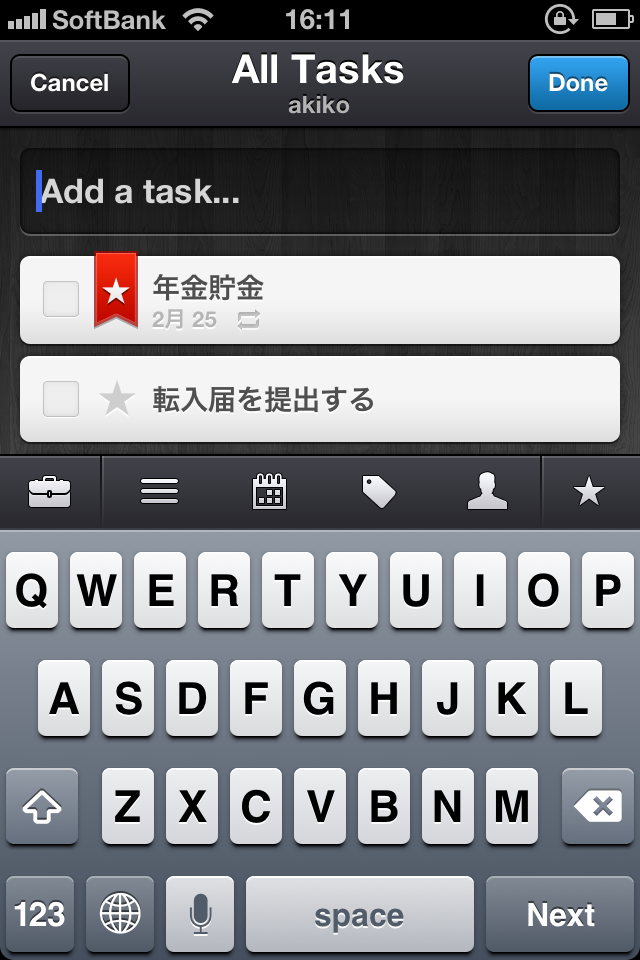 SoftBank 16:11
Cancel All Tasks Done
akiko
Add a task...
年金貯金
2月 25
転入届を提出する
Q W E R T Y U I O P
A S D F G H J K L
Z X C V B N M
123 space Next